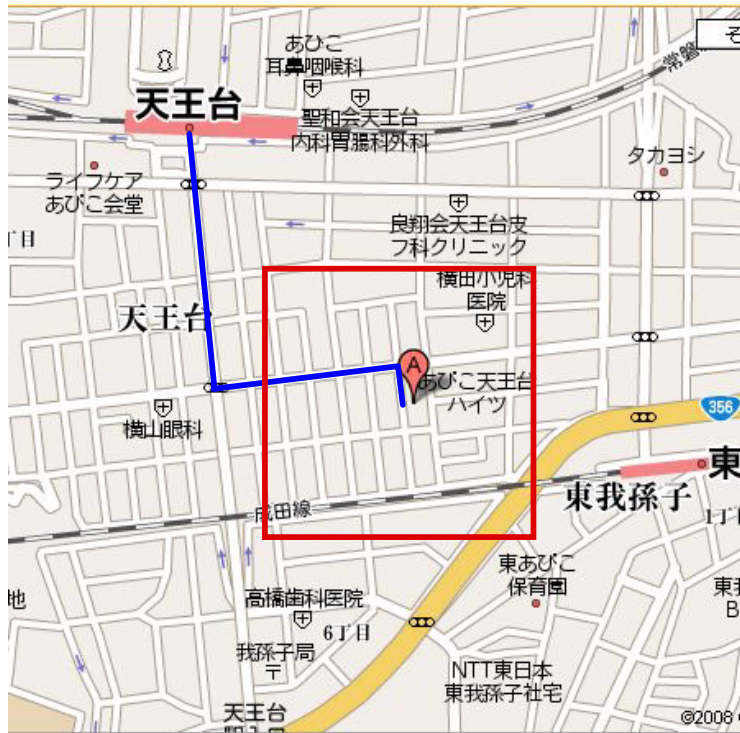 そ
あひこ
耳鼻咽喉科
常磐
天王台
聖和会天王台
内科胃腸科外科
タカヨシ
ライフケア
あびこ会堂
丁目
良翔会天王台皮
フ科クリニック
横田小児科
医院
天王台
A
あびこ天王台
ハイツ
356
横山眼科
東
東我孫子
成田線
1丁
東あびこ
保育園
地
高橋歯科医院
東我
B
6丁目
我孫子局
〒
NTT東日本
東我孫子社宅
天王台
©2008